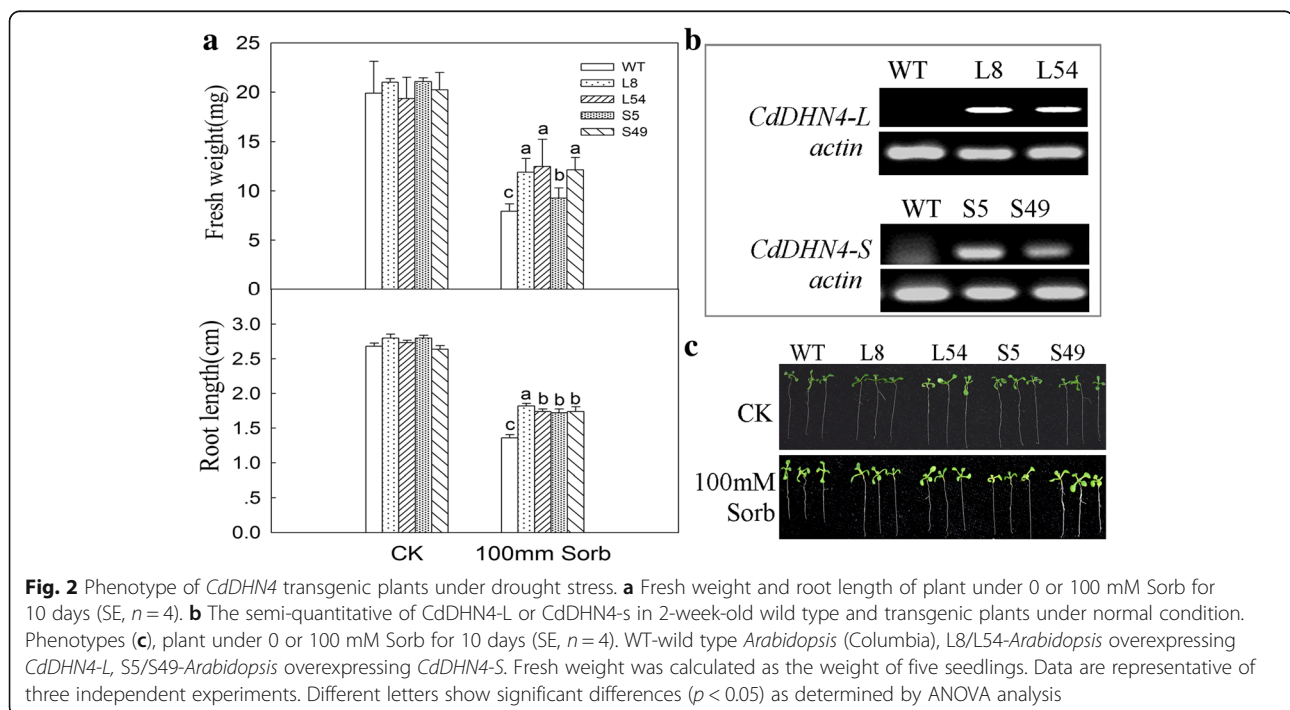 a
25
20
15
10
5
0
Fresh weight(mg)
WT
L8
L54
S5
S49
c
a
a
b
a
3.0
2.5
2.0
1.5
1.0
.5
0.0
Root length(cm)
c
a
b
b
b
CK
100mm Sorb
b
WT L8 L54
CdDHN4-L
actin
WT S5 S49
CdDHN4-S
actin
c
WT L8 L54 S5 S49
CK
100mM
Sorb
Fig. 2 Phenotype of CdDHN4 transgenic plants under drought stress. a Fresh weight and root length of plant under 0 or 100 mM Sorb for
10 days (SE, n = 4). b The semi-quantitative of CdDHN4-L or CdDHN4-s in 2-week-old wild type and transgenic plants under normal condition.
Phenotypes (c), plant under 0 or 100 mM Sorb for 10 days (SE, n = 4). WT-wild type Arabidopsis (Columbia), L8/L54-Arabidopsis overexpressing
CdDHN4-L, S5/S49-Arabidopsis overexpressing CdDHN4-S. Fresh weight was calculated as the weight of five seedlings. Data are representative of
three independent experiments. Different letters show significant differences (p < 0.05) as determined by ANOVA analysis